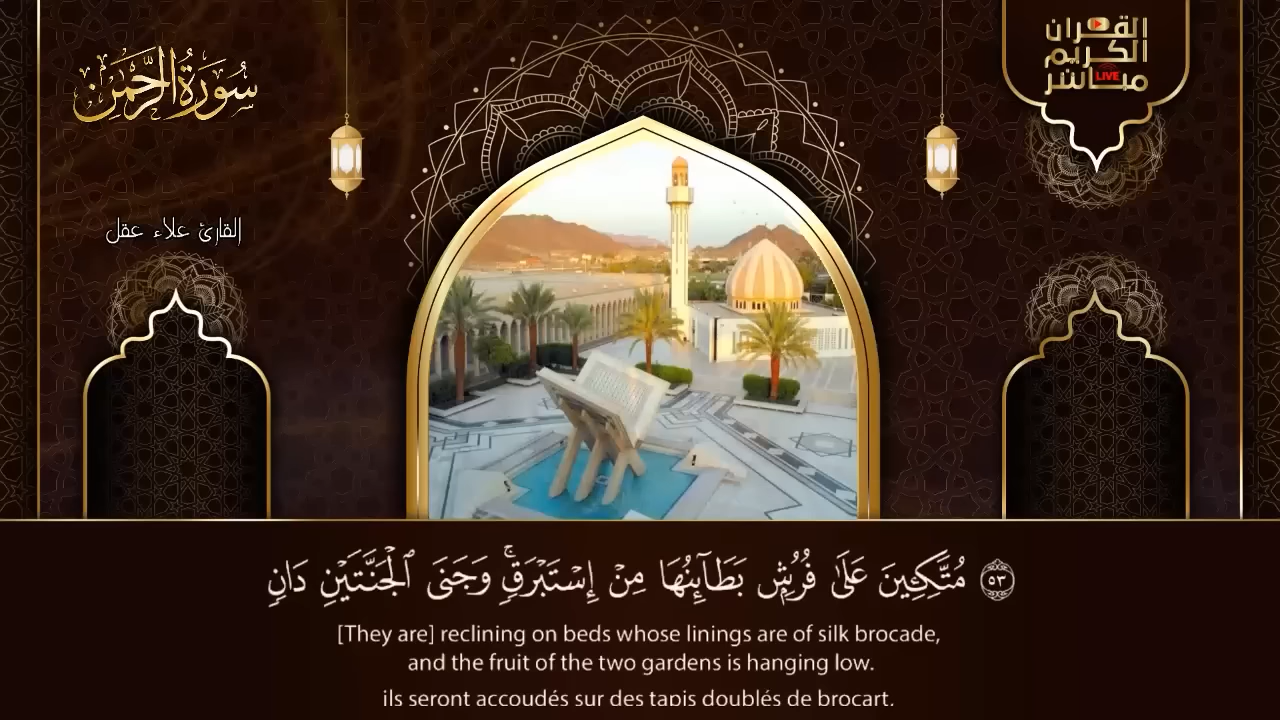 سُورَةُ الرَّحْمَٰن
القرآن
الكريم
مباشر
LIVE
القارئ علاء عقل
۝٥٣ مُتَّكِـِٔينَ عَلَىٰ فُرُشٍۭ بَطَآئِنُهَا مِنْ إِسْتَبْرَقٍۚ وَجَنَى ٱلْجَنَّتَيْنِ دَانٍ
[They are] reclining on beds whose linings are of silk brocade,
and the fruit of the two gardens is hanging low.
ils seront accoudés sur des tapis doublés de brocart.